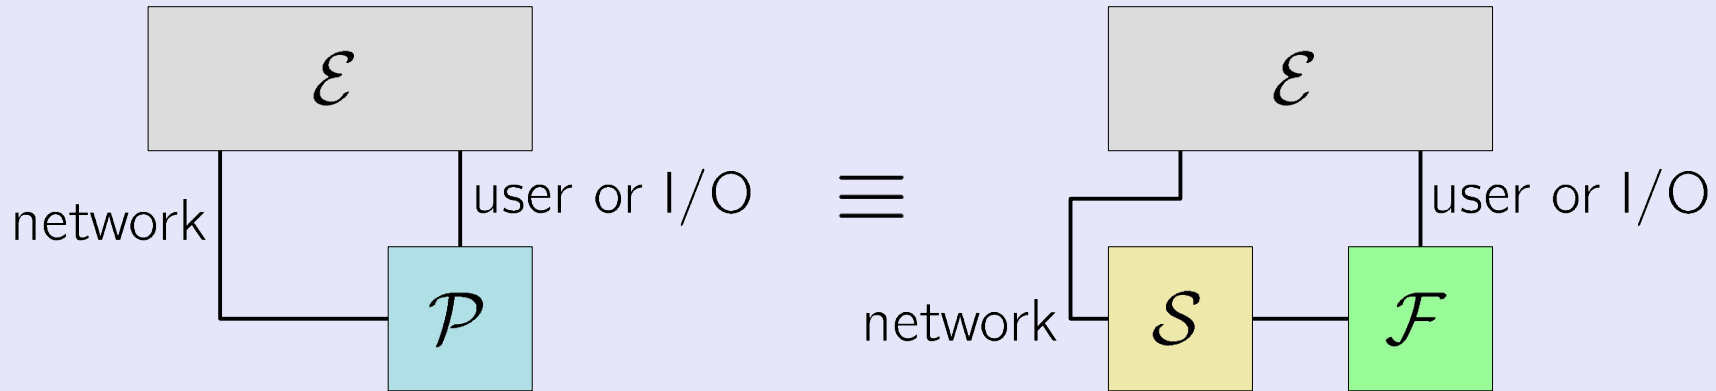 ℰ
network
user or I/O
𝒫
≡
ℰ
user or I/O
network
𝒮
ℱ